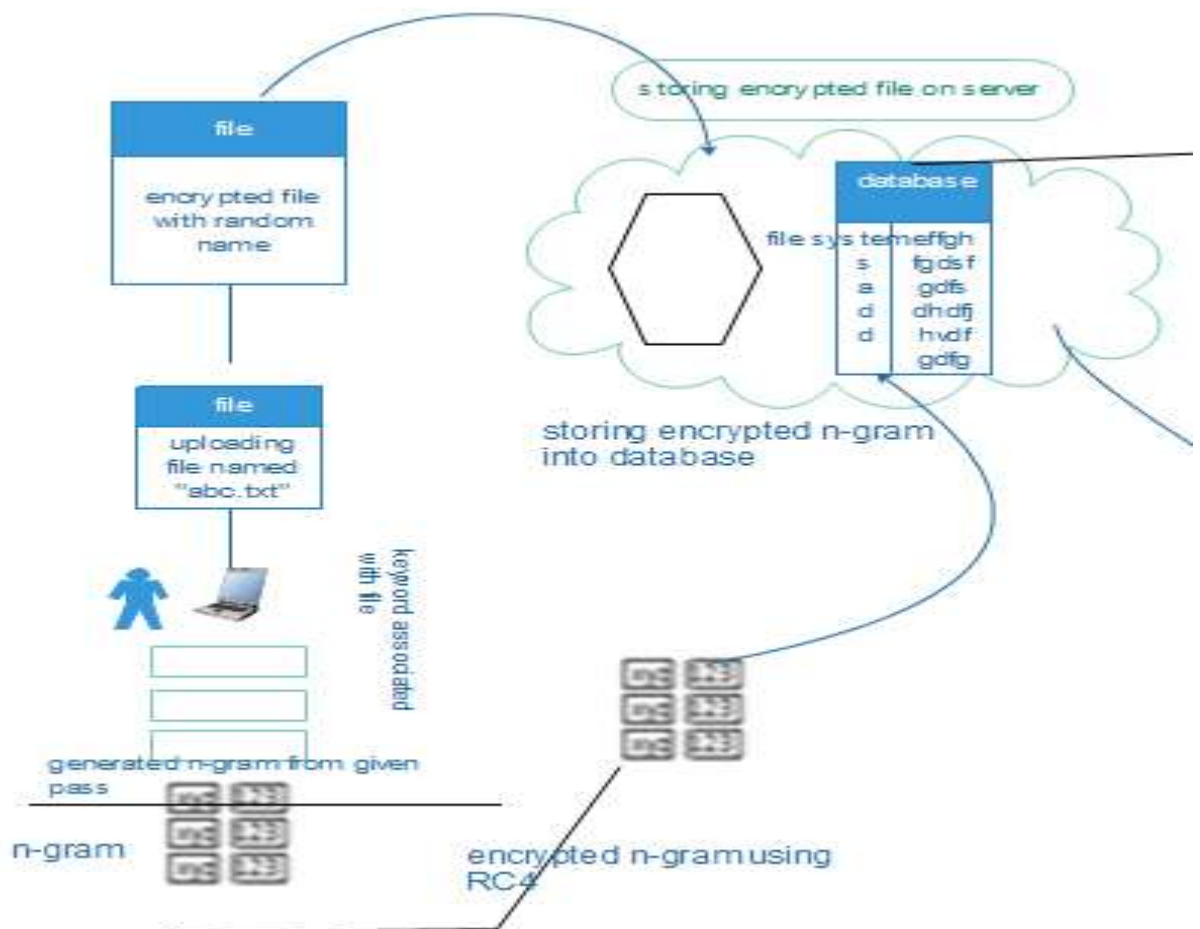 storing encrypted file on server
file
encrypted file
with random
name
database
file systemeffgh
s fgdsf
a gdfs
d dhdfj
d hvdf
gdfg
file
uploading
file named
"abc.txt"
storing encrypted n-gram
into database
keyword associated
with file
generated n-gram from given
pass
n-gram
encrypted n-gram using
RC4